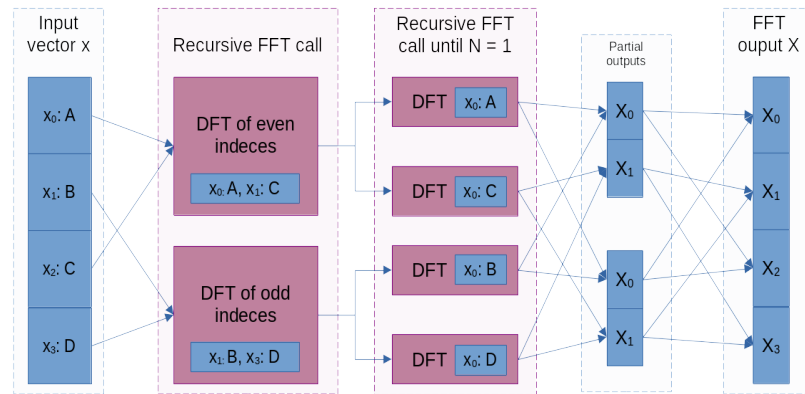 Input
vector x
x₀: A
x₁: B
x₂: C
x₃: D
Recursive FFT call
DFT of even
indeces
x₀: A, x₁: C
DFT of odd
indeces
x₁: B, x₃: D
Recursive FFT
call until N = 1
DFT x₀: A
DFT x₀: C
DFT x₀: B
DFT x₀: D
Partial
outputs
X₀
X₁
X₀
X₁
FFT
ouput X
X₀
X₁
X₂
X₃